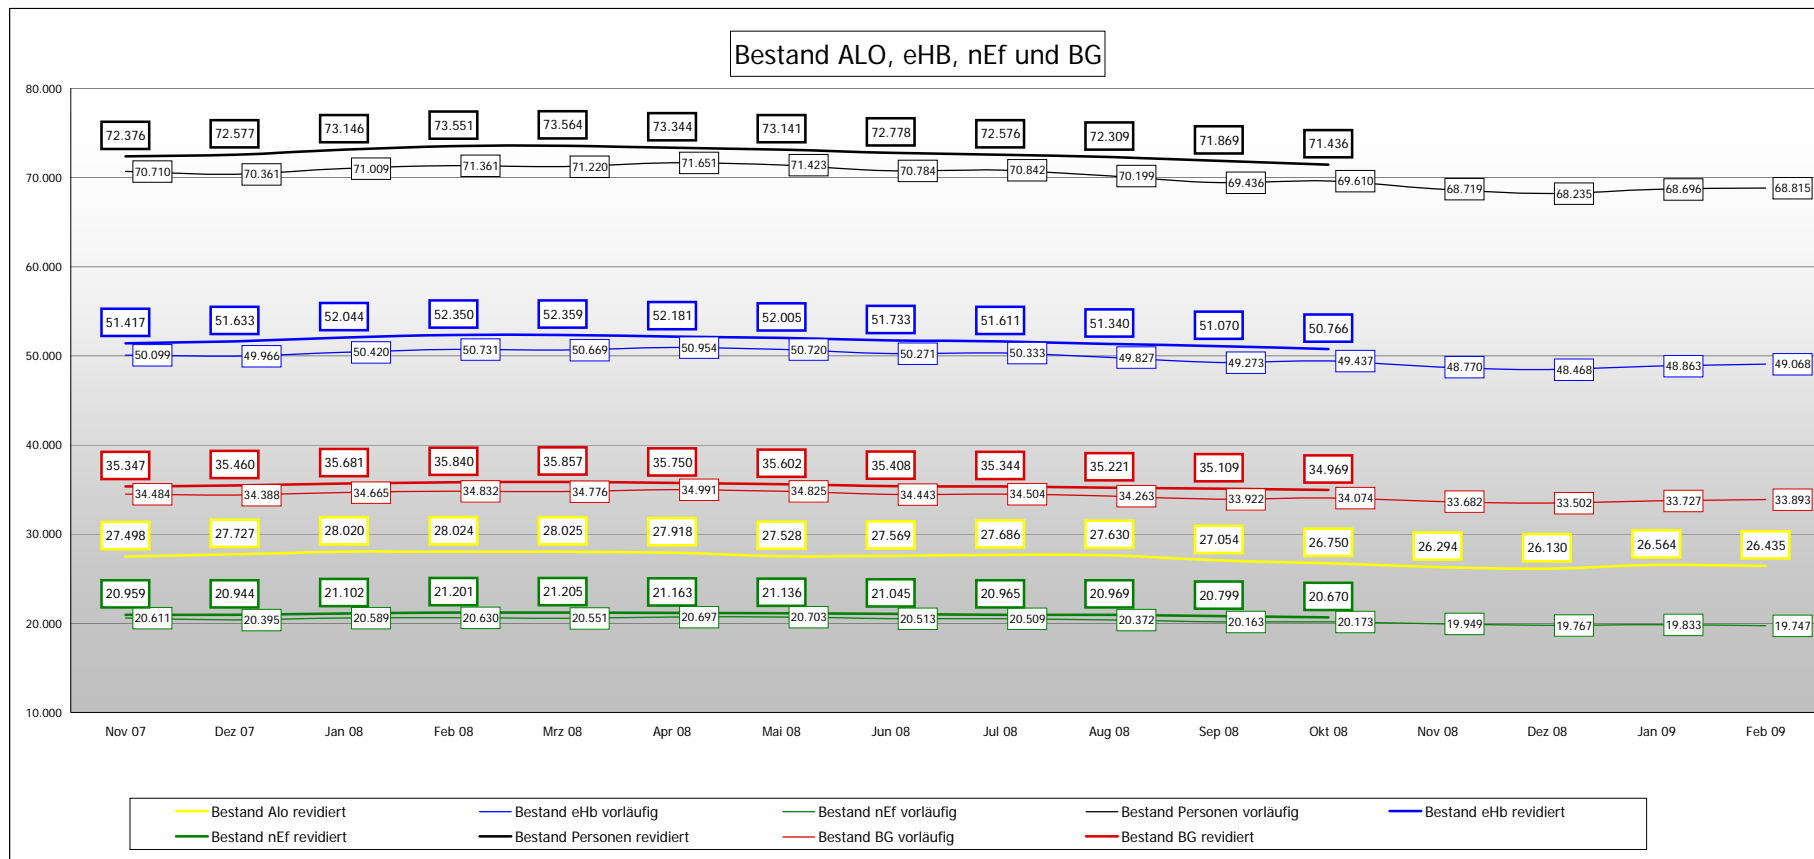 Bestand ALO, eHB, nEf und BG
80.000
72.376 72.577 73.146 73.551 73.564 73.344 73.141 72.778 72.576 72.309 71.869 71.436
70.710 70.361 71.009 71.361 71.220 71.651 71.423 70.784 70.842 70.199 69.436 69.610 68.719 68.235 68.696 68.815
70.000
60.000
51.417 51.633 52.044 52.350 52.359 52.181 52.005 51.733 51.611 51.340 51.070 50.766
50.099 49.966 50.420 50.731 50.669 50.954 50.720 50.271 50.333 49.827 49.273 49.437 48.770 48.468 48.863 49.068
50.000
40.000
35.347 35.460 35.681 35.840 35.857 35.750 35.602 35.408 35.344 35.221 35.109 34.969
34.484 34.388 34.665 34.832 34.776 34.991 34.825 34.443 34.504 34.263 33.922 34.074 33.682 33.502 33.727 33.893
30.000
27.498 27.727 28.020 28.024 28.025 27.918 27.528 27.569 27.686 27.630 27.054 26.750 26.294 26.130 26.564 26.435
20.959 20.944 21.102 21.201 21.205 21.163 21.136 21.045 20.965 20.969 20.799 20.670
20.611 20.395 20.589 20.630 20.551 20.697 20.703 20.513 20.509 20.372 20.163 20.173 19.949 19.767 19.833 19.747
20.000
10.000
Nov 07 Dez 07 Jan 08 Feb 08 Mrz 08 Apr 08 Mai 08 Jun 08 Jul 08 Aug 08 Sep 08 Okt 08 Nov 08 Dez 08 Jan 09 Feb 09
Bestand Alo revidiert Bestand eHb vorläufig Bestand nEf vorläufig Bestand Personen vorläufig Bestand eHb revidiert
Bestand nEf revidiert Bestand Personen revidiert Bestand BG vorläufig Bestand BG revidiert